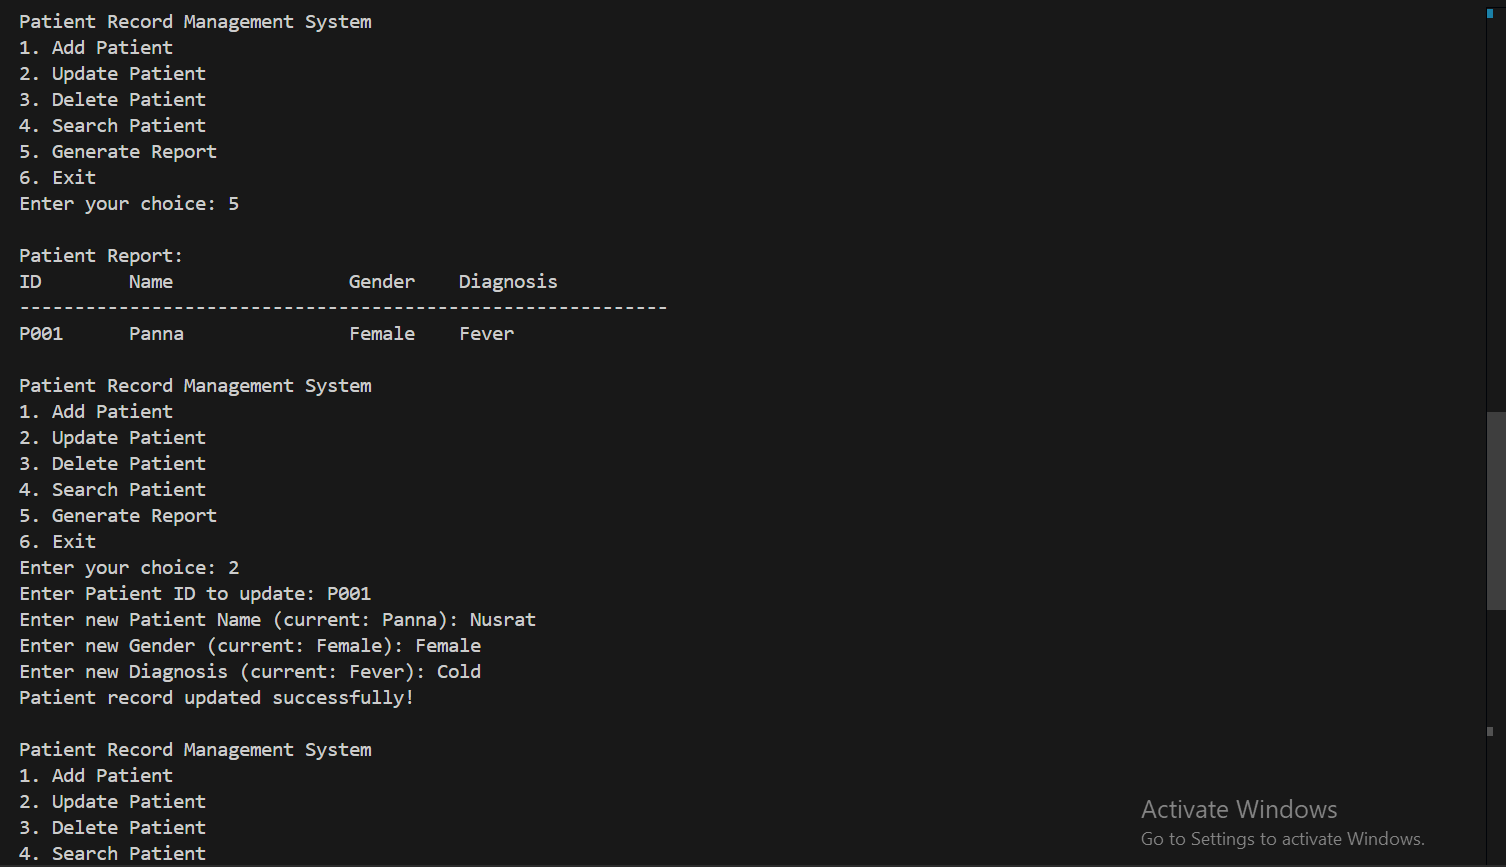 Patient Record Management System
1. Add Patient
2. Update Patient
3. Delete Patient
4. Search Patient
5. Generate Report
6. Exit
Enter your choice: 5
Patient Report:
ID        Name                Gender    Diagnosis
-----------------------------------------------------------
P001      Panna               Female    Fever
Patient Record Management System
1. Add Patient
2. Update Patient
3. Delete Patient
4. Search Patient
5. Generate Report
6. Exit
Enter your choice: 2
Enter Patient ID to update: P001
Enter new Patient Name (current: Panna): Nusrat
Enter new Gender (current: Female): Female
Enter new Diagnosis (current: Fever): Cold
Patient record updated successfully!
Patient Record Management System
1. Add Patient
2. Update Patient
3. Delete Patient
4. Search Patient
Activate Windows
Go to Settings to activate Windows.